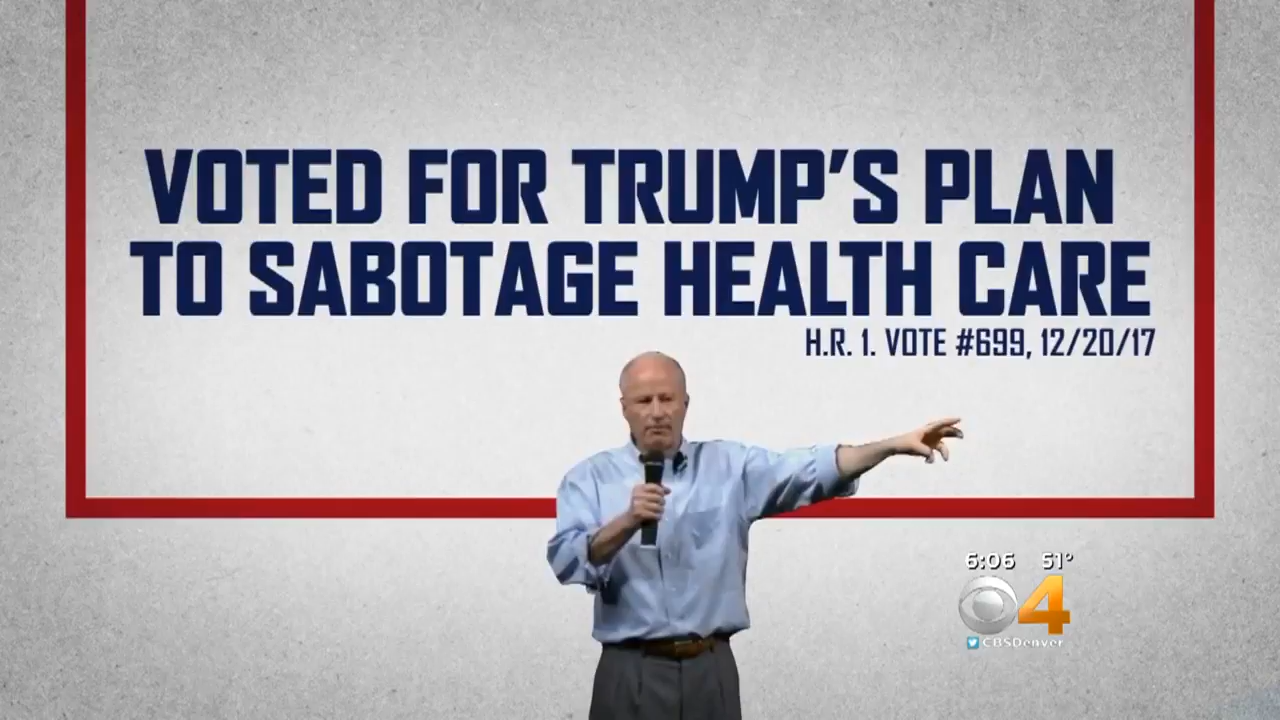 VOTED FOR TRUMP'S PLAN
TO SABOTAGE HEALTH CARE
H.R. 1. VOTE #699, 12/20/17
6:06 51°
4
CBSDenver